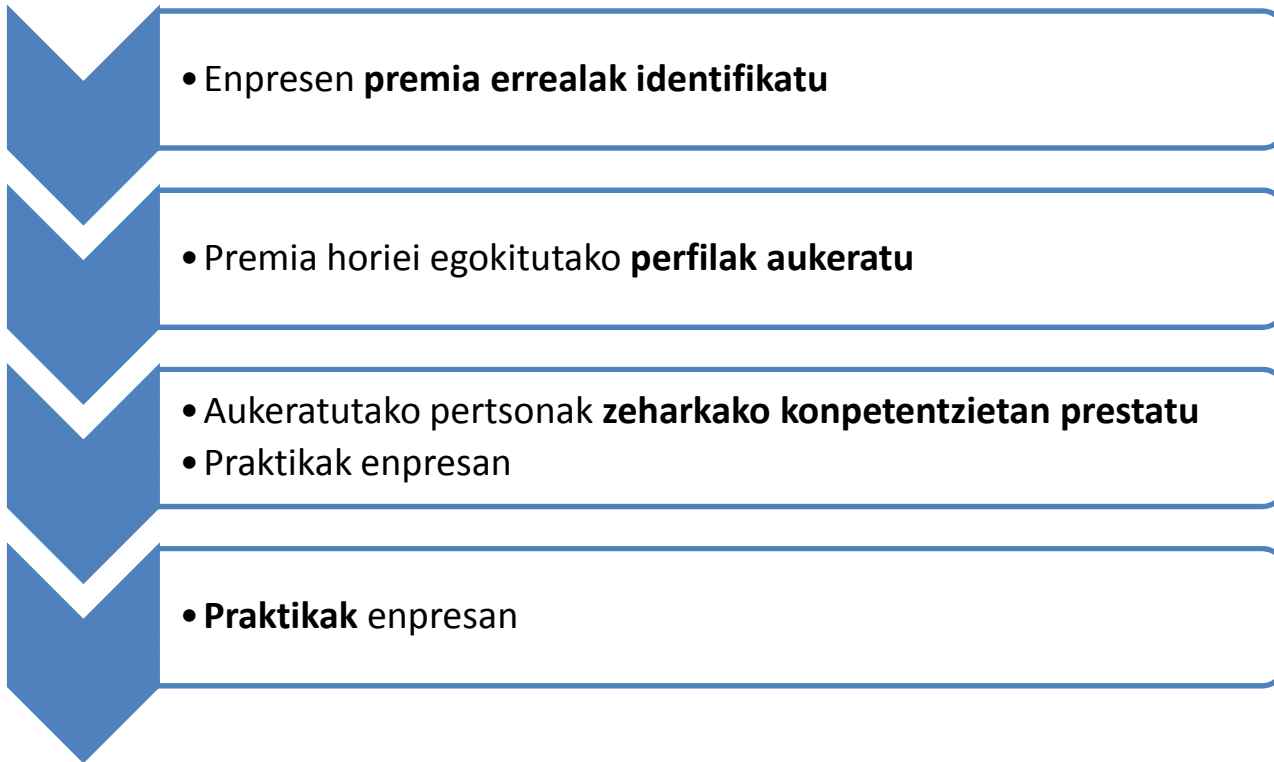 •Enpresen premia errealak identifikatu
•Premia horiei egokitutako perfilak aukeratu
•Aukeratutako pertsonak zeharkako konpetentzietan prestatu
•Praktikak enpresan
•Praktikak enpresan